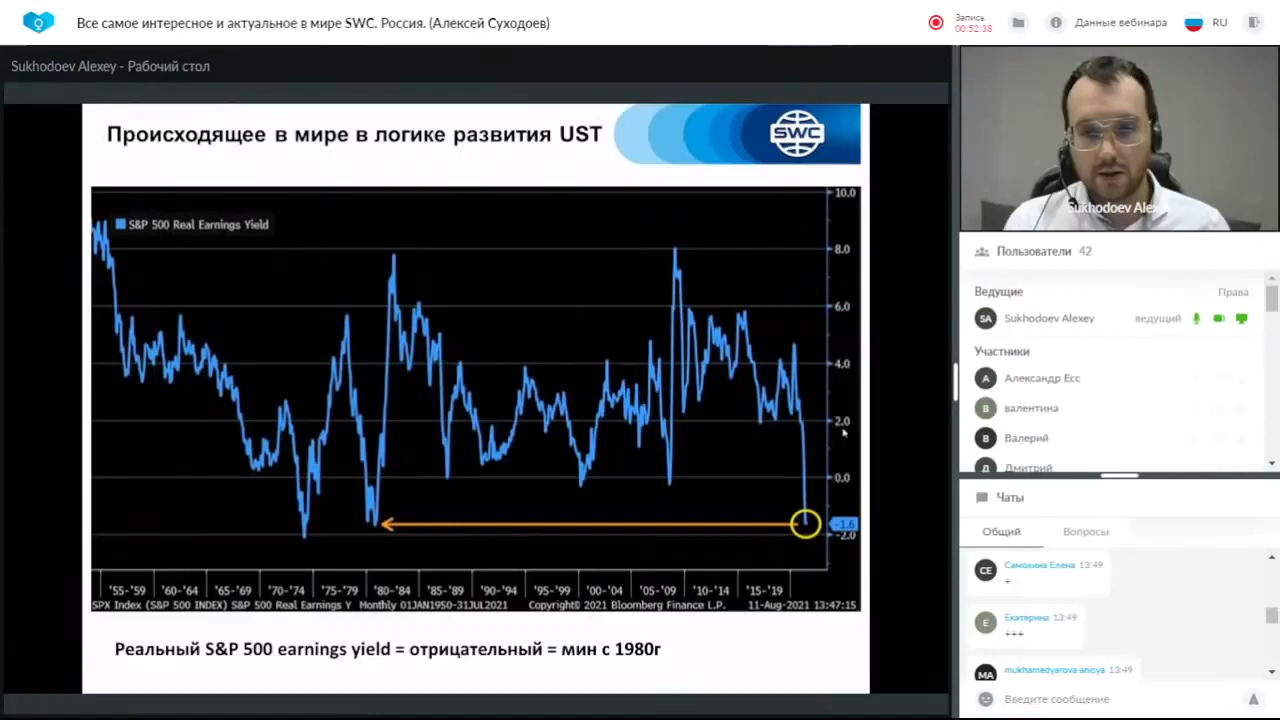 Все самое интересное и актуальное в мире SWC. Россия. (Алексей Суходоев)
Запись
00:52:38
Данные вебинара
RU
Sukhodoev Alexey - Рабочий стол
Происходящее в мире в логике развития UST
SWC
S&P 500 Real Earnings Yield
10.0
8.0
6.0
4.0
2.0
0.0
-1.6
-2.0
'55-'59 '60-'64 '65-'69 '70-'74 '75-'79 '80-'84 '85-'89 '90-'94 '95-'99 '00-'04 '05-'09 '10-'14 '15-'19
SPX Index (S&P 500 INDEX) S&P 500 Real Earnings Y Monthly 01JAN1950-31JUL2021 Copyright© 2021 Bloomberg Finance L.P. 11-Aug-2021 13:47:15
Реальный S&P 500 earnings yield = отрицательный = мин с 1980г
Sukhodoev Alexey
Пользователи 42
Ведущие Права
SA Sukhodoev Alexey ведущий
Участники
А Александр Есс
В валентина
В Валерий
Д Дмитрий
Чаты
Общий Вопросы
СЕ Самохина Елена 13:49
+
Е Екатерина 13:49
+++
MA mukhamedyarova anisya 13:49
Введите сообщение